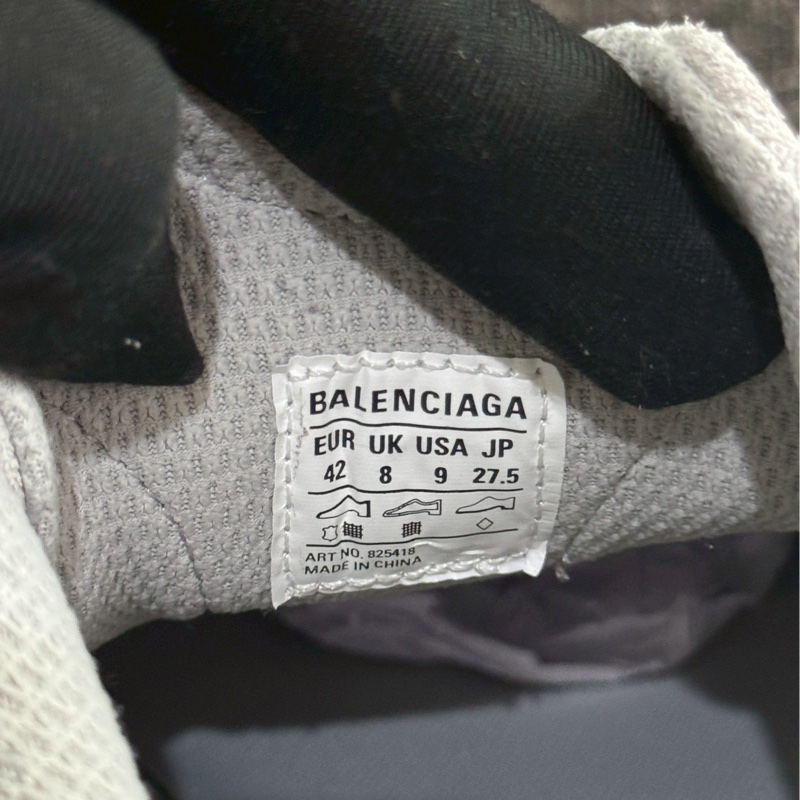 BALENCIAGA
EUR UK USA JP
42 8 9 27.5
ART NO. 825418
MADE IN CHINA